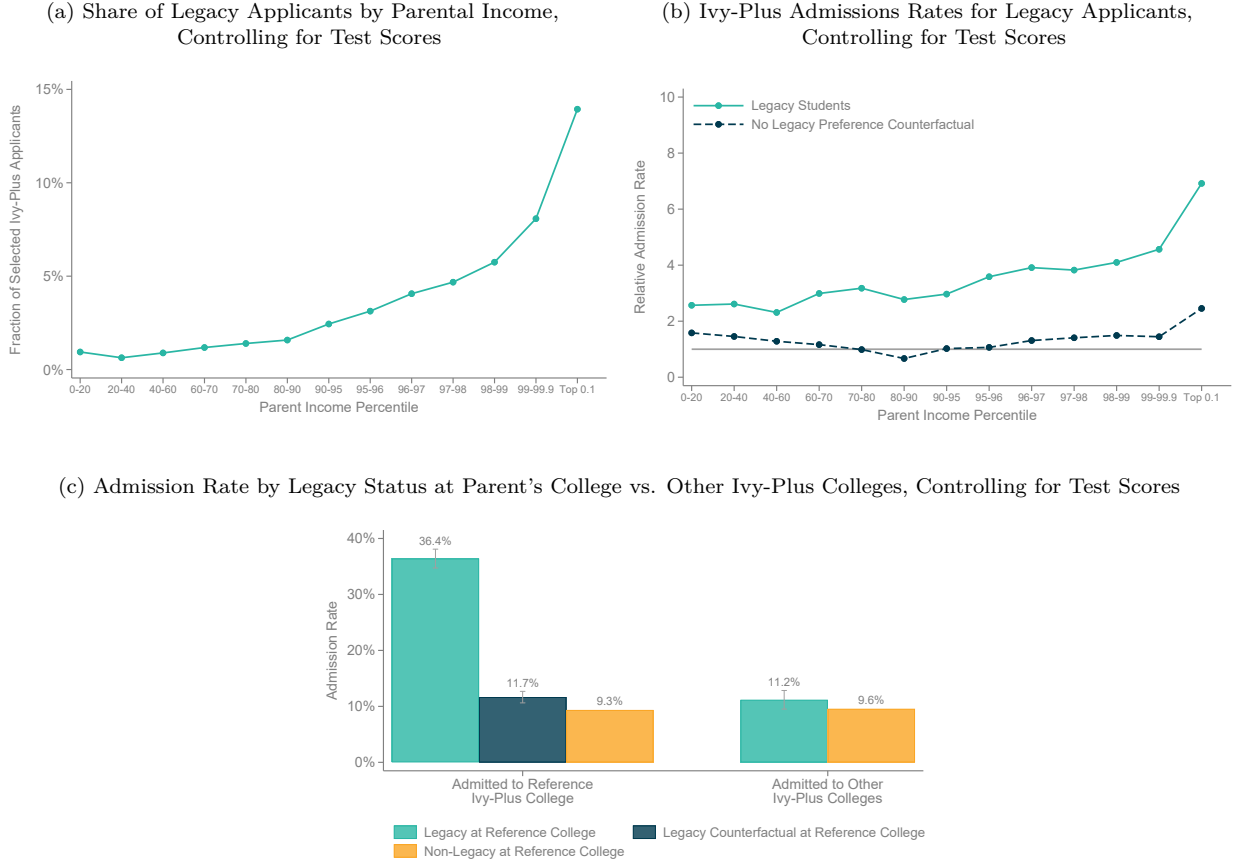 (a) Share of Legacy Applicants by Parental Income,
Controlling for Test Scores
15%
10%
5%
0%
Fraction of Selected Ivy-Plus Applicants
0-20 20-40 40-60 60-70 70-80 80-90 90-95 95-96 96-97 97-98 98-99 99-99.9 Top 0.1
Parent Income Percentile
(b) Ivy-Plus Admissions Rates for Legacy Applicants,
Controlling for Test Scores
10
8
6
4
2
0
Relative Admission Rate
Legacy Students
No Legacy Preference Counterfactual
0-20 20-40 40-60 60-70 70-80 80-90 90-95 95-96 96-97 97-98 98-99 99-99.9 Top 0.1
Parent Income Percentile
(c) Admission Rate by Legacy Status at Parent's College vs. Other Ivy-Plus Colleges, Controlling for Test Scores
40%
30%
20%
10%
0%
Admission Rate
36.4%
11.7%
9.3%
11.2%
9.6%
Admitted to Reference
Ivy-Plus College
Admitted to Other
Ivy-Plus Colleges
Legacy at Reference College
Legacy Counterfactual at Reference College
Non-Legacy at Reference College